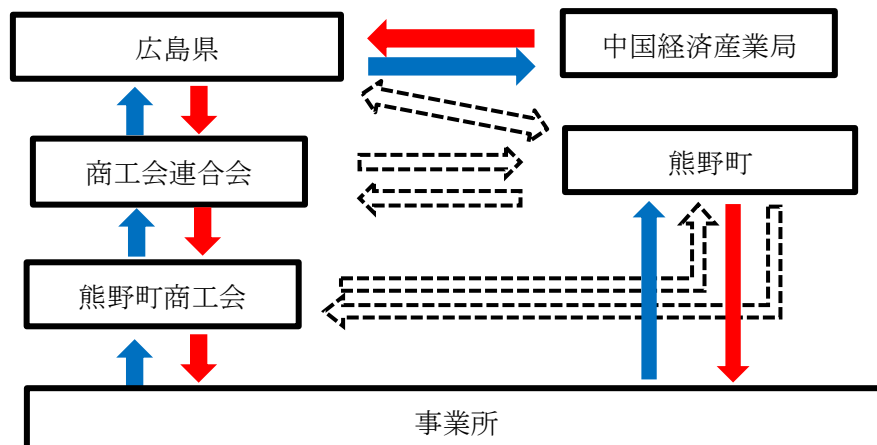 広島県
中国経済産業局
商工会連合会
熊野町
熊野町商工会
事業所